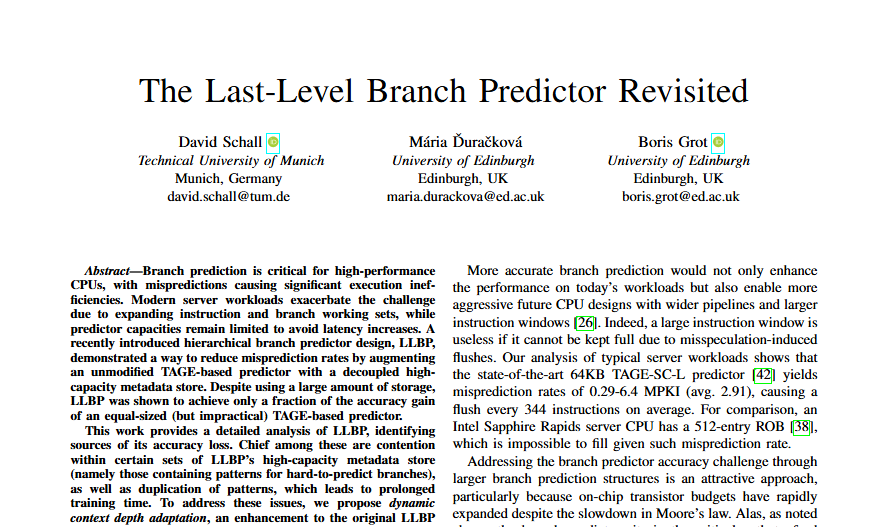 The Last-Level Branch Predictor Revisited
David Schall
Technical University of Munich
Munich, Germany
david.schall@tum.de
Mária Ďuračková
University of Edinburgh
Edinburgh, UK
maria.durackova@ed.ac.uk
Boris Grot
University of Edinburgh
Edinburgh, UK
boris.grot@ed.ac.uk
Abstract—Branch prediction is critical for high-performance
CPUs, with mispredictions causing significant execution inef-
ficiencies. Modern server workloads exacerbate the challenge
due to expanding instruction and branch working sets, while
predictor capacities remain limited to avoid latency increases. A
recently introduced hierarchical branch predictor design, LLBP,
demonstrated a way to reduce misprediction rates by augmenting
an unmodified TAGE-based predictor with a decoupled high-
capacity metadata store. Despite using a large amount of storage,
LLBP was shown to achieve only a fraction of the accuracy gain
of an equal-sized (but impractical) TAGE-based predictor.
This work provides a detailed analysis of LLBP, identifying
sources of its accuracy loss. Chief among these are contention
within certain sets of LLBP's high-capacity metadata store
(namely those containing patterns for hard-to-predict branches),
as well as duplication of patterns, which leads to prolonged
training time. To address these issues, we propose dynamic
context depth adaptation, an enhancement to the original LLBP
More accurate branch prediction would not only enhance
the performance on today's workloads but also enable more
aggressive future CPU designs with wider pipelines and larger
instruction windows [26]. Indeed, a large instruction window is
useless if it cannot be kept full due to misspeculation-induced
flushes. Our analysis of typical server workloads shows that
the state-of-the-art 64KB TAGE-SC-L predictor [42] yields
misprediction rates of 0.29-6.4 MPKI (avg. 2.91), causing a
flush every 344 instructions on average. For comparison, an
Intel Sapphire Rapids server CPU has a 512-entry ROB [38],
which is impossible to fill given such misprediction rate.
Addressing the branch predictor accuracy challenge through
larger branch prediction structures is an attractive approach,
particularly because on-chip transistor budgets have rapidly
expanded despite the slowdown in Moore's law. Alas, as noted